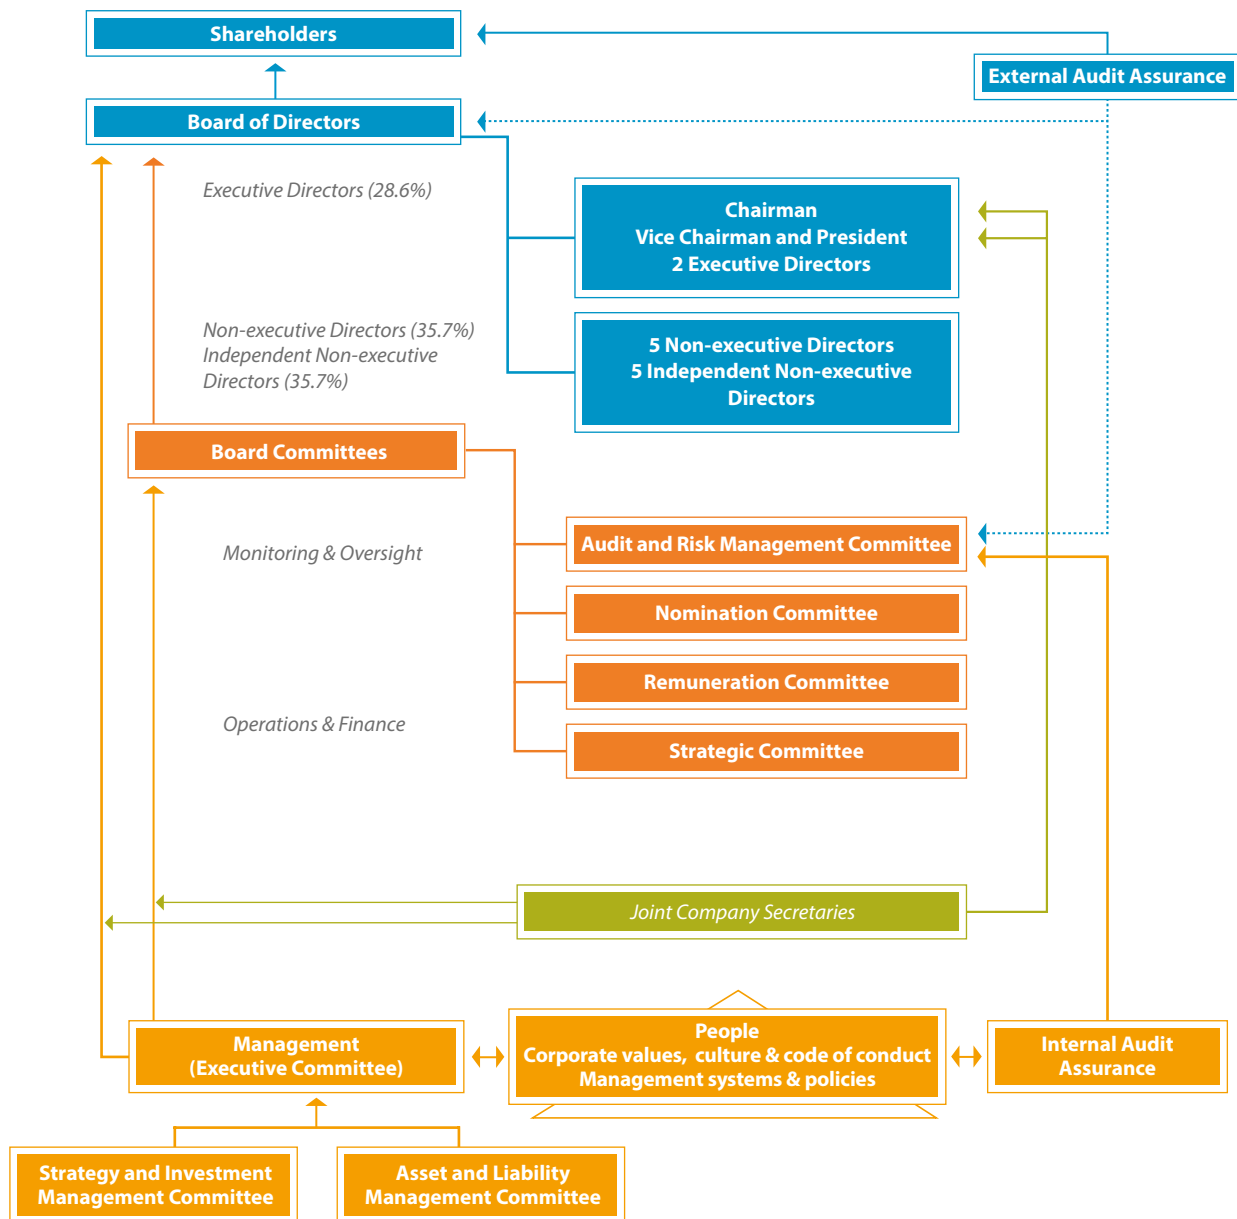 Shareholders
External Audit Assurance
Board of Directors
Executive Directors (28.6%)
Chairman
Vice Chairman and President
2 Executive Directors
Non-executive Directors (35.7%)
Independent Non-executive
Directors (35.7%)
5 Non-executive Directors
5 Independent Non-executive
Directors
Board Committees
Monitoring & Oversight
Audit and Risk Management Committee
Nomination Committee
Remuneration Committee
Operations & Finance
Strategic Committee
Joint Company Secretaries
Management
(Executive Committee)
People
Corporate values, culture & code of conduct
Management systems & policies
Internal Audit
Assurance
Strategy and Investment
Management Committee
Asset and Liability
Management Committee